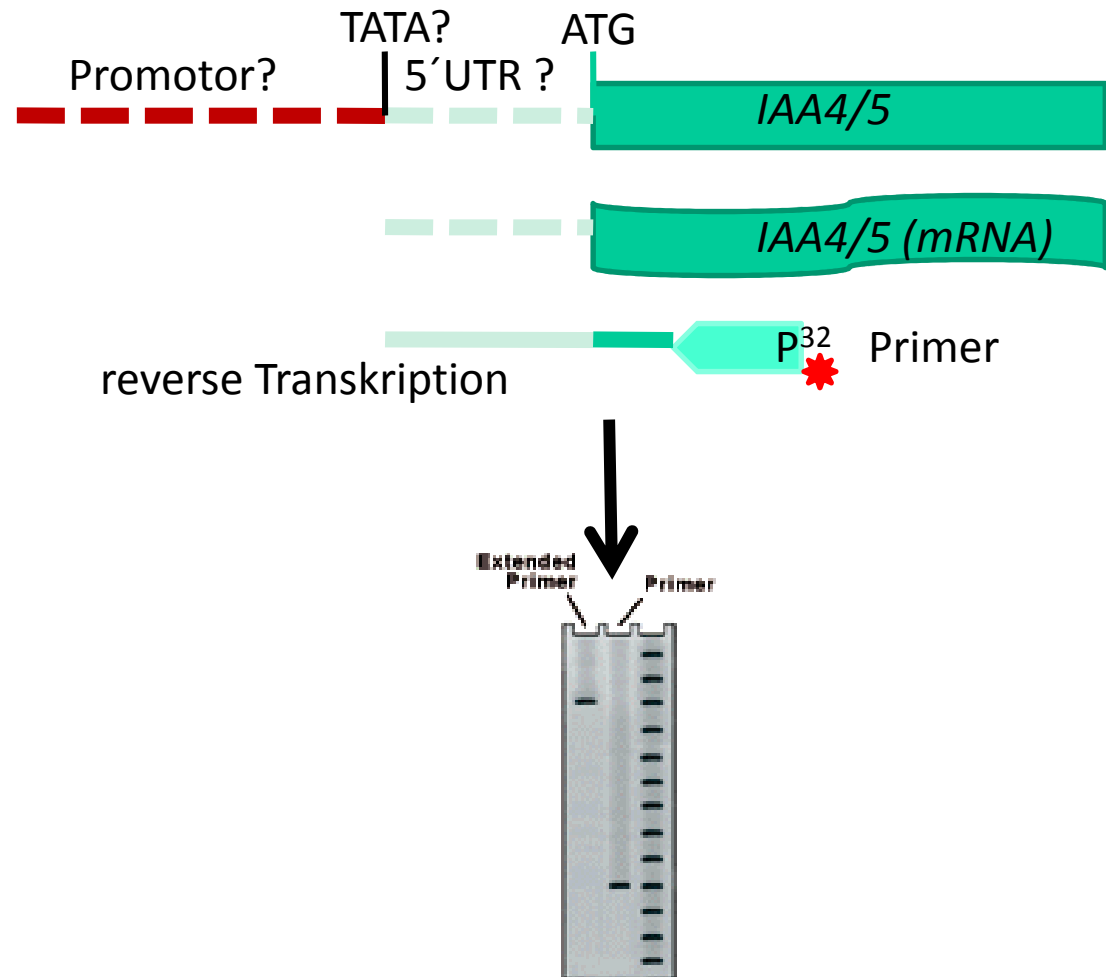 TATA?
ATG
Promotor?
5´UTR ?
IAA4/5
IAA4/5 (mRNA)
P32
Primer
reverse Transkription
Extended
Primer
Primer